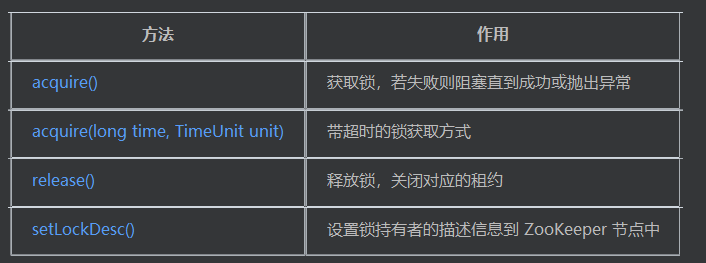 方法 作用
acquire() 获取锁，若失败则阻塞直到成功或抛出异常
acquire(long time, TimeUnit unit) 带超时的锁获取方式
release() 释放锁，关闭对应的租约
setLockDesc() 设置锁持有者的描述信息到 ZooKeeper 节点中